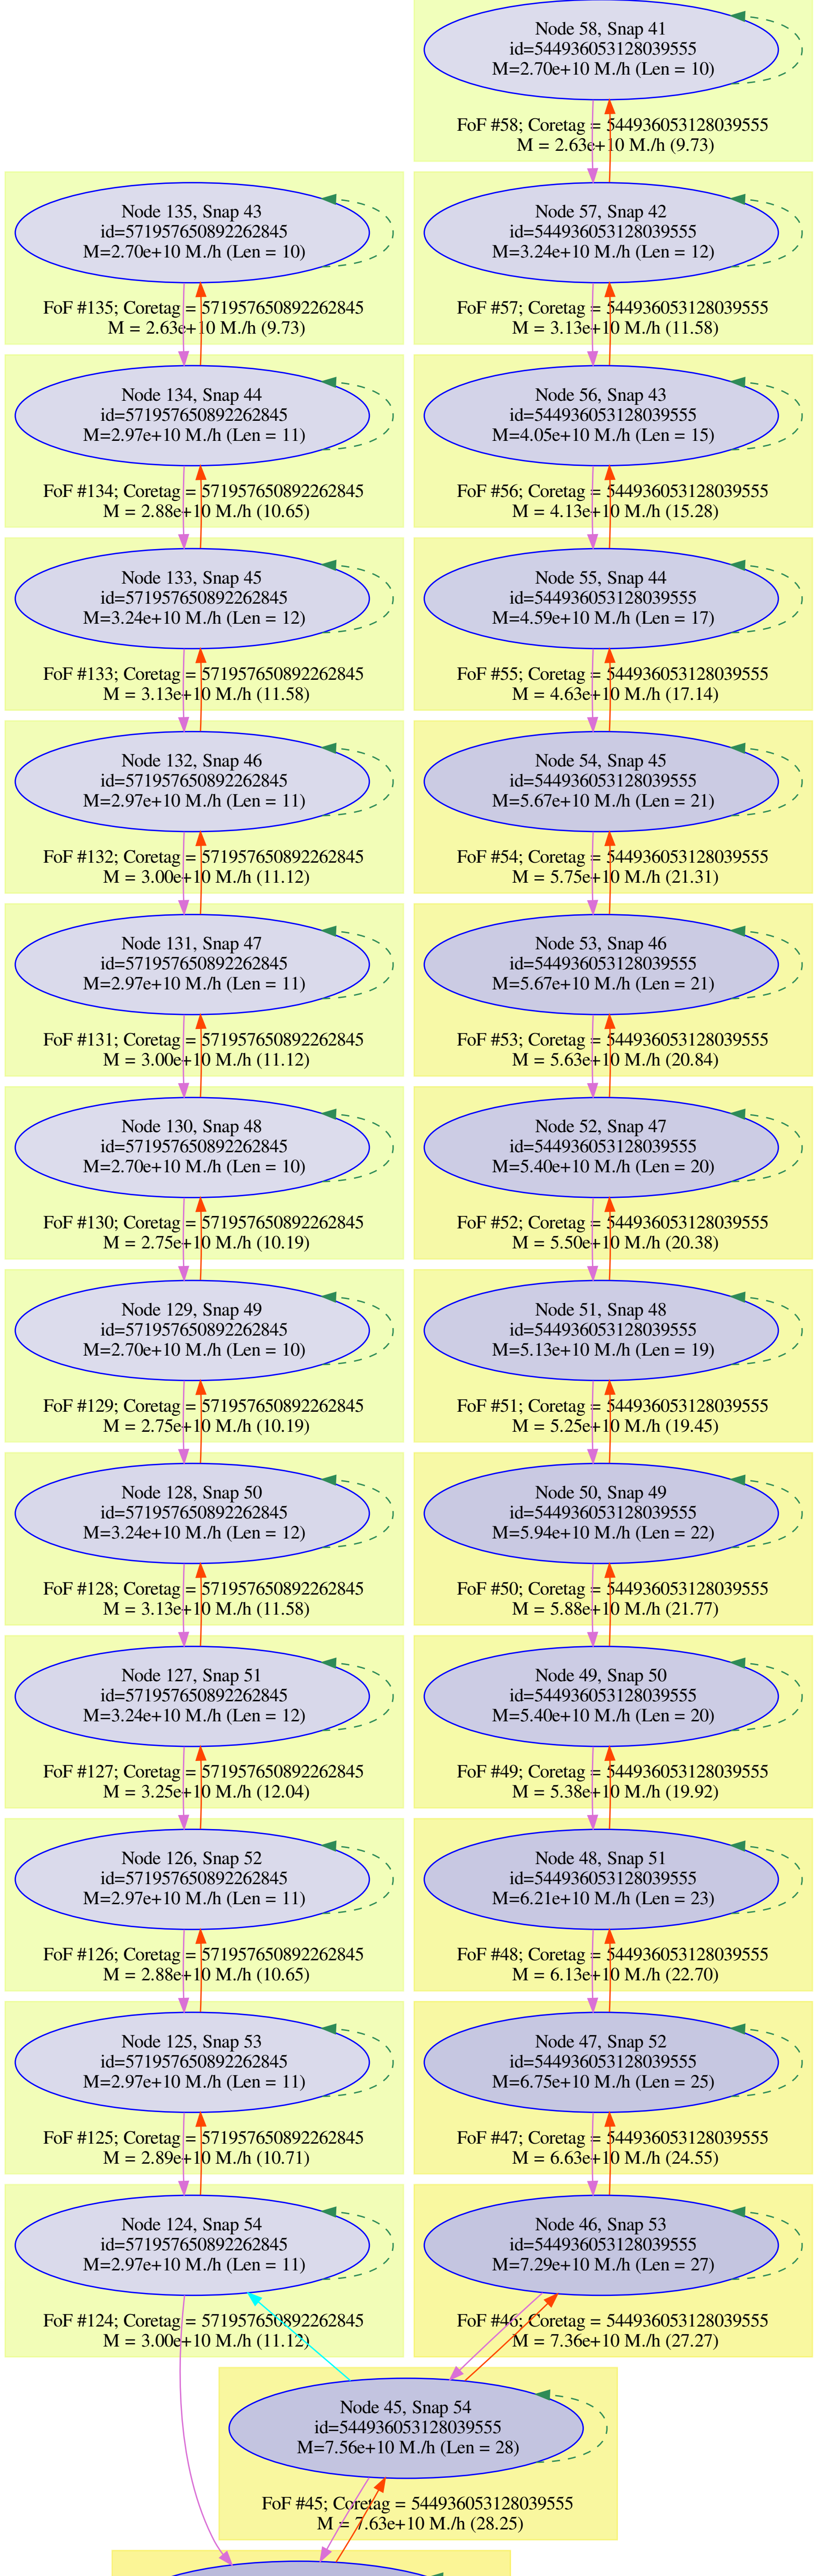 Node 58, Snap 41
id=544936053128039555
M=2.70e+10 M./h (Len = 10)
FoF #58; Coretag = 544936053128039555
M = 2.63e+10 M./h (9.73)
Node 135, Snap 43
id=571957650892262845
M=2.70e+10 M./h (Len = 10)
FoF #135; Coretag = 571957650892262845
M = 2.63e+10 M./h (9.73)
Node 57, Snap 42
id=544936053128039555
M=3.24e+10 M./h (Len = 12)
FoF #57; Coretag = 544936053128039555
M = 3.13e+10 M./h (11.58)
Node 134, Snap 44
id=571957650892262845
M=2.97e+10 M./h (Len = 11)
FoF #134; Coretag = 571957650892262845
M = 2.88e+10 M./h (10.65)
Node 56, Snap 43
id=544936053128039555
M=4.05e+10 M./h (Len = 15)
FoF #56; Coretag = 544936053128039555
M = 4.13e+10 M./h (15.28)
Node 133, Snap 45
id=571957650892262845
M=3.24e+10 M./h (Len = 12)
FoF #133; Coretag = 571957650892262845
M = 3.13e+10 M./h (11.58)
Node 55, Snap 44
id=544936053128039555
M=4.59e+10 M./h (Len = 17)
FoF #55; Coretag = 544936053128039555
M = 4.63e+10 M./h (17.14)
Node 132, Snap 46
id=571957650892262845
M=2.97e+10 M./h (Len = 11)
FoF #132; Coretag = 571957650892262845
M = 3.00e+10 M./h (11.12)
Node 54, Snap 45
id=544936053128039555
M=5.67e+10 M./h (Len = 21)
FoF #54; Coretag = 544936053128039555
M = 5.75e+10 M./h (21.31)
Node 131, Snap 47
id=571957650892262845
M=2.97e+10 M./h (Len = 11)
FoF #131; Coretag = 571957650892262845
M = 3.00e+10 M./h (11.12)
Node 53, Snap 46
id=544936053128039555
M=5.67e+10 M./h (Len = 21)
FoF #53; Coretag = 544936053128039555
M = 5.63e+10 M./h (20.84)
Node 130, Snap 48
id=571957650892262845
M=2.70e+10 M./h (Len = 10)
FoF #130; Coretag = 571957650892262845
M = 2.75e+10 M./h (10.19)
Node 52, Snap 47
id=544936053128039555
M=5.40e+10 M./h (Len = 20)
FoF #52; Coretag = 544936053128039555
M = 5.50e+10 M./h (20.38)
Node 129, Snap 49
id=571957650892262845
M=2.70e+10 M./h (Len = 10)
FoF #129; Coretag = 571957650892262845
M = 2.75e+10 M./h (10.19)
Node 51, Snap 48
id=544936053128039555
M=5.13e+10 M./h (Len = 19)
FoF #51; Coretag = 544936053128039555
M = 5.25e+10 M./h (19.45)
Node 128, Snap 50
id=571957650892262845
M=3.24e+10 M./h (Len = 12)
FoF #128; Coretag = 571957650892262845
M = 3.13e+10 M./h (11.58)
Node 50, Snap 49
id=544936053128039555
M=5.94e+10 M./h (Len = 22)
FoF #50; Coretag = 544936053128039555
M = 5.88e+10 M./h (21.77)
Node 127, Snap 51
id=571957650892262845
M=3.24e+10 M./h (Len = 12)
FoF #127; Coretag = 571957650892262845
M = 3.25e+10 M./h (12.04)
Node 49, Snap 50
id=544936053128039555
M=5.40e+10 M./h (Len = 20)
FoF #49; Coretag = 544936053128039555
M = 5.38e+10 M./h (19.92)
Node 126, Snap 52
id=571957650892262845
M=2.97e+10 M./h (Len = 11)
FoF #126; Coretag = 571957650892262845
M = 2.88e+10 M./h (10.65)
Node 48, Snap 51
id=544936053128039555
M=6.21e+10 M./h (Len = 23)
FoF #48; Coretag = 544936053128039555
M = 6.13e+10 M./h (22.70)
Node 125, Snap 53
id=571957650892262845
M=2.97e+10 M./h (Len = 11)
FoF #125; Coretag = 571957650892262845
M = 2.89e+10 M./h (10.71)
Node 47, Snap 52
id=544936053128039555
M=6.75e+10 M./h (Len = 25)
FoF #47; Coretag = 544936053128039555
M = 6.63e+10 M./h (24.55)
Node 124, Snap 54
id=571957650892262845
M=2.97e+10 M./h (Len = 11)
FoF #124; Coretag = 571957650892262845
M = 3.00e+10 M./h (11.12)
Node 46, Snap 53
id=544936053128039555
M=7.29e+10 M./h (Len = 27)
FoF #46; Coretag = 544936053128039555
M = 7.36e+10 M./h (27.27)
Node 45, Snap 54
id=544936053128039555
M=7.56e+10 M./h (Len = 28)
FoF #45; Coretag = 544936053128039555
M = 7.63e+10 M./h (28.25)